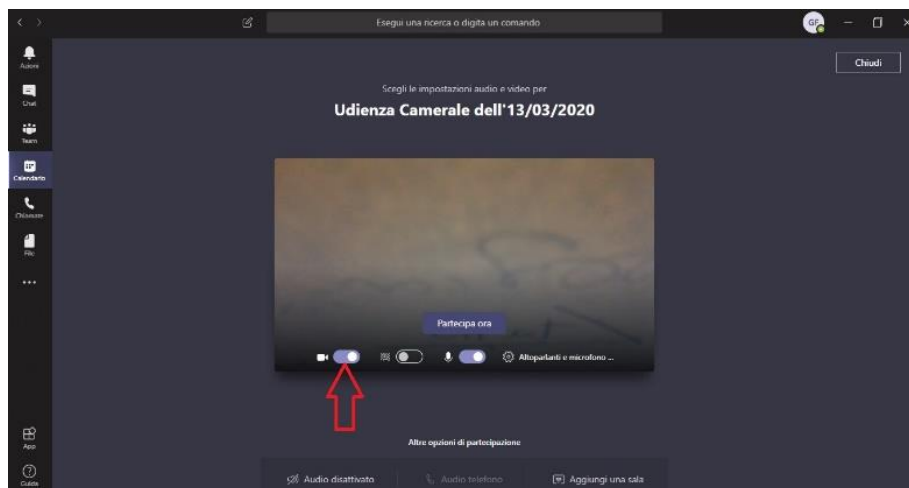 Esegui una ricerca o digita un comando
GF
Azioni
Chiudi
Chat
Scegli le impostazioni audio e video per
Udienza Camerale dell'13/03/2020
Team
Calendario
Chiamate
File
Partecipa ora
Altoparlanti e microfono ...
Altre opzioni di partecipazione
App
Audio disattivato
Audio telefono
Aggiungi una sala
Guida